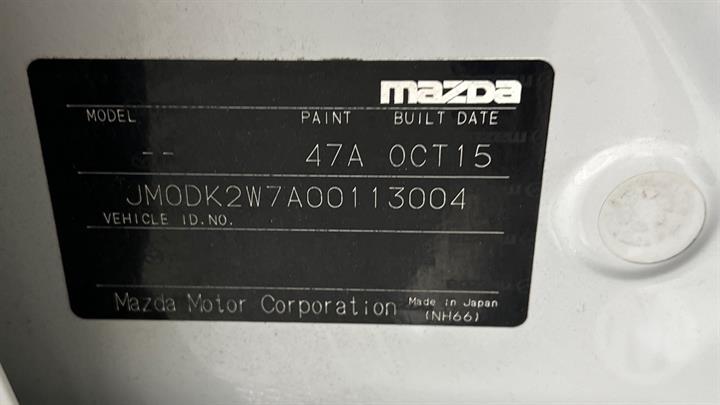 mazda
MODEL PAINT BUILT DATE
-- 47A OCT15
JM0DK2W7A00113004
VEHICLE ID.NO.
Mazda Motor Corporation Made in Japan
(NH66)